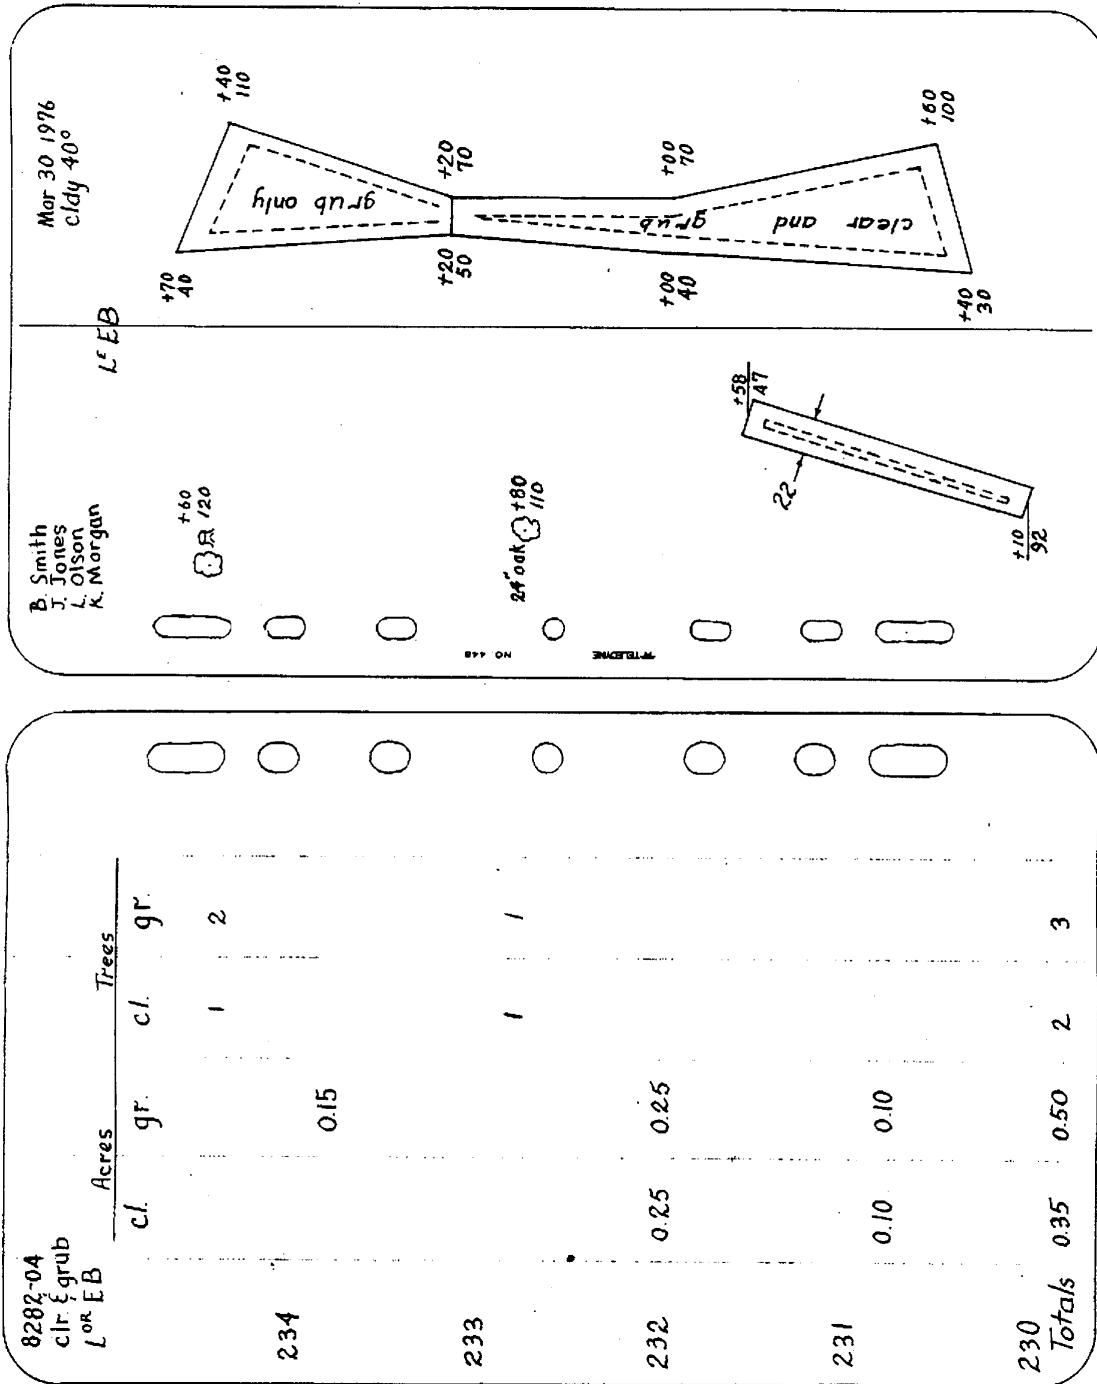 8282-04
clr. & grub
LOR EB
Acres
Trees
cl. gr. cl. gr.
1 2
234
0.15
233
1 1
232 0.25 0.25
231
0.10 0.10
230
Totals 0.35 0.50 2 3
B. Smith
J. Jones
L. Olson
K. Morgan
Mar 30 1976
cldy 40°
EB
+60
120
+70
40
+40
110
grub only
24" oak
+80
110
+20
50
+20
70
+00
40
+00
70
clear and grub
+58
47
22
+10
92
+40
30
+60
100
NO. 448
TELEDYNE